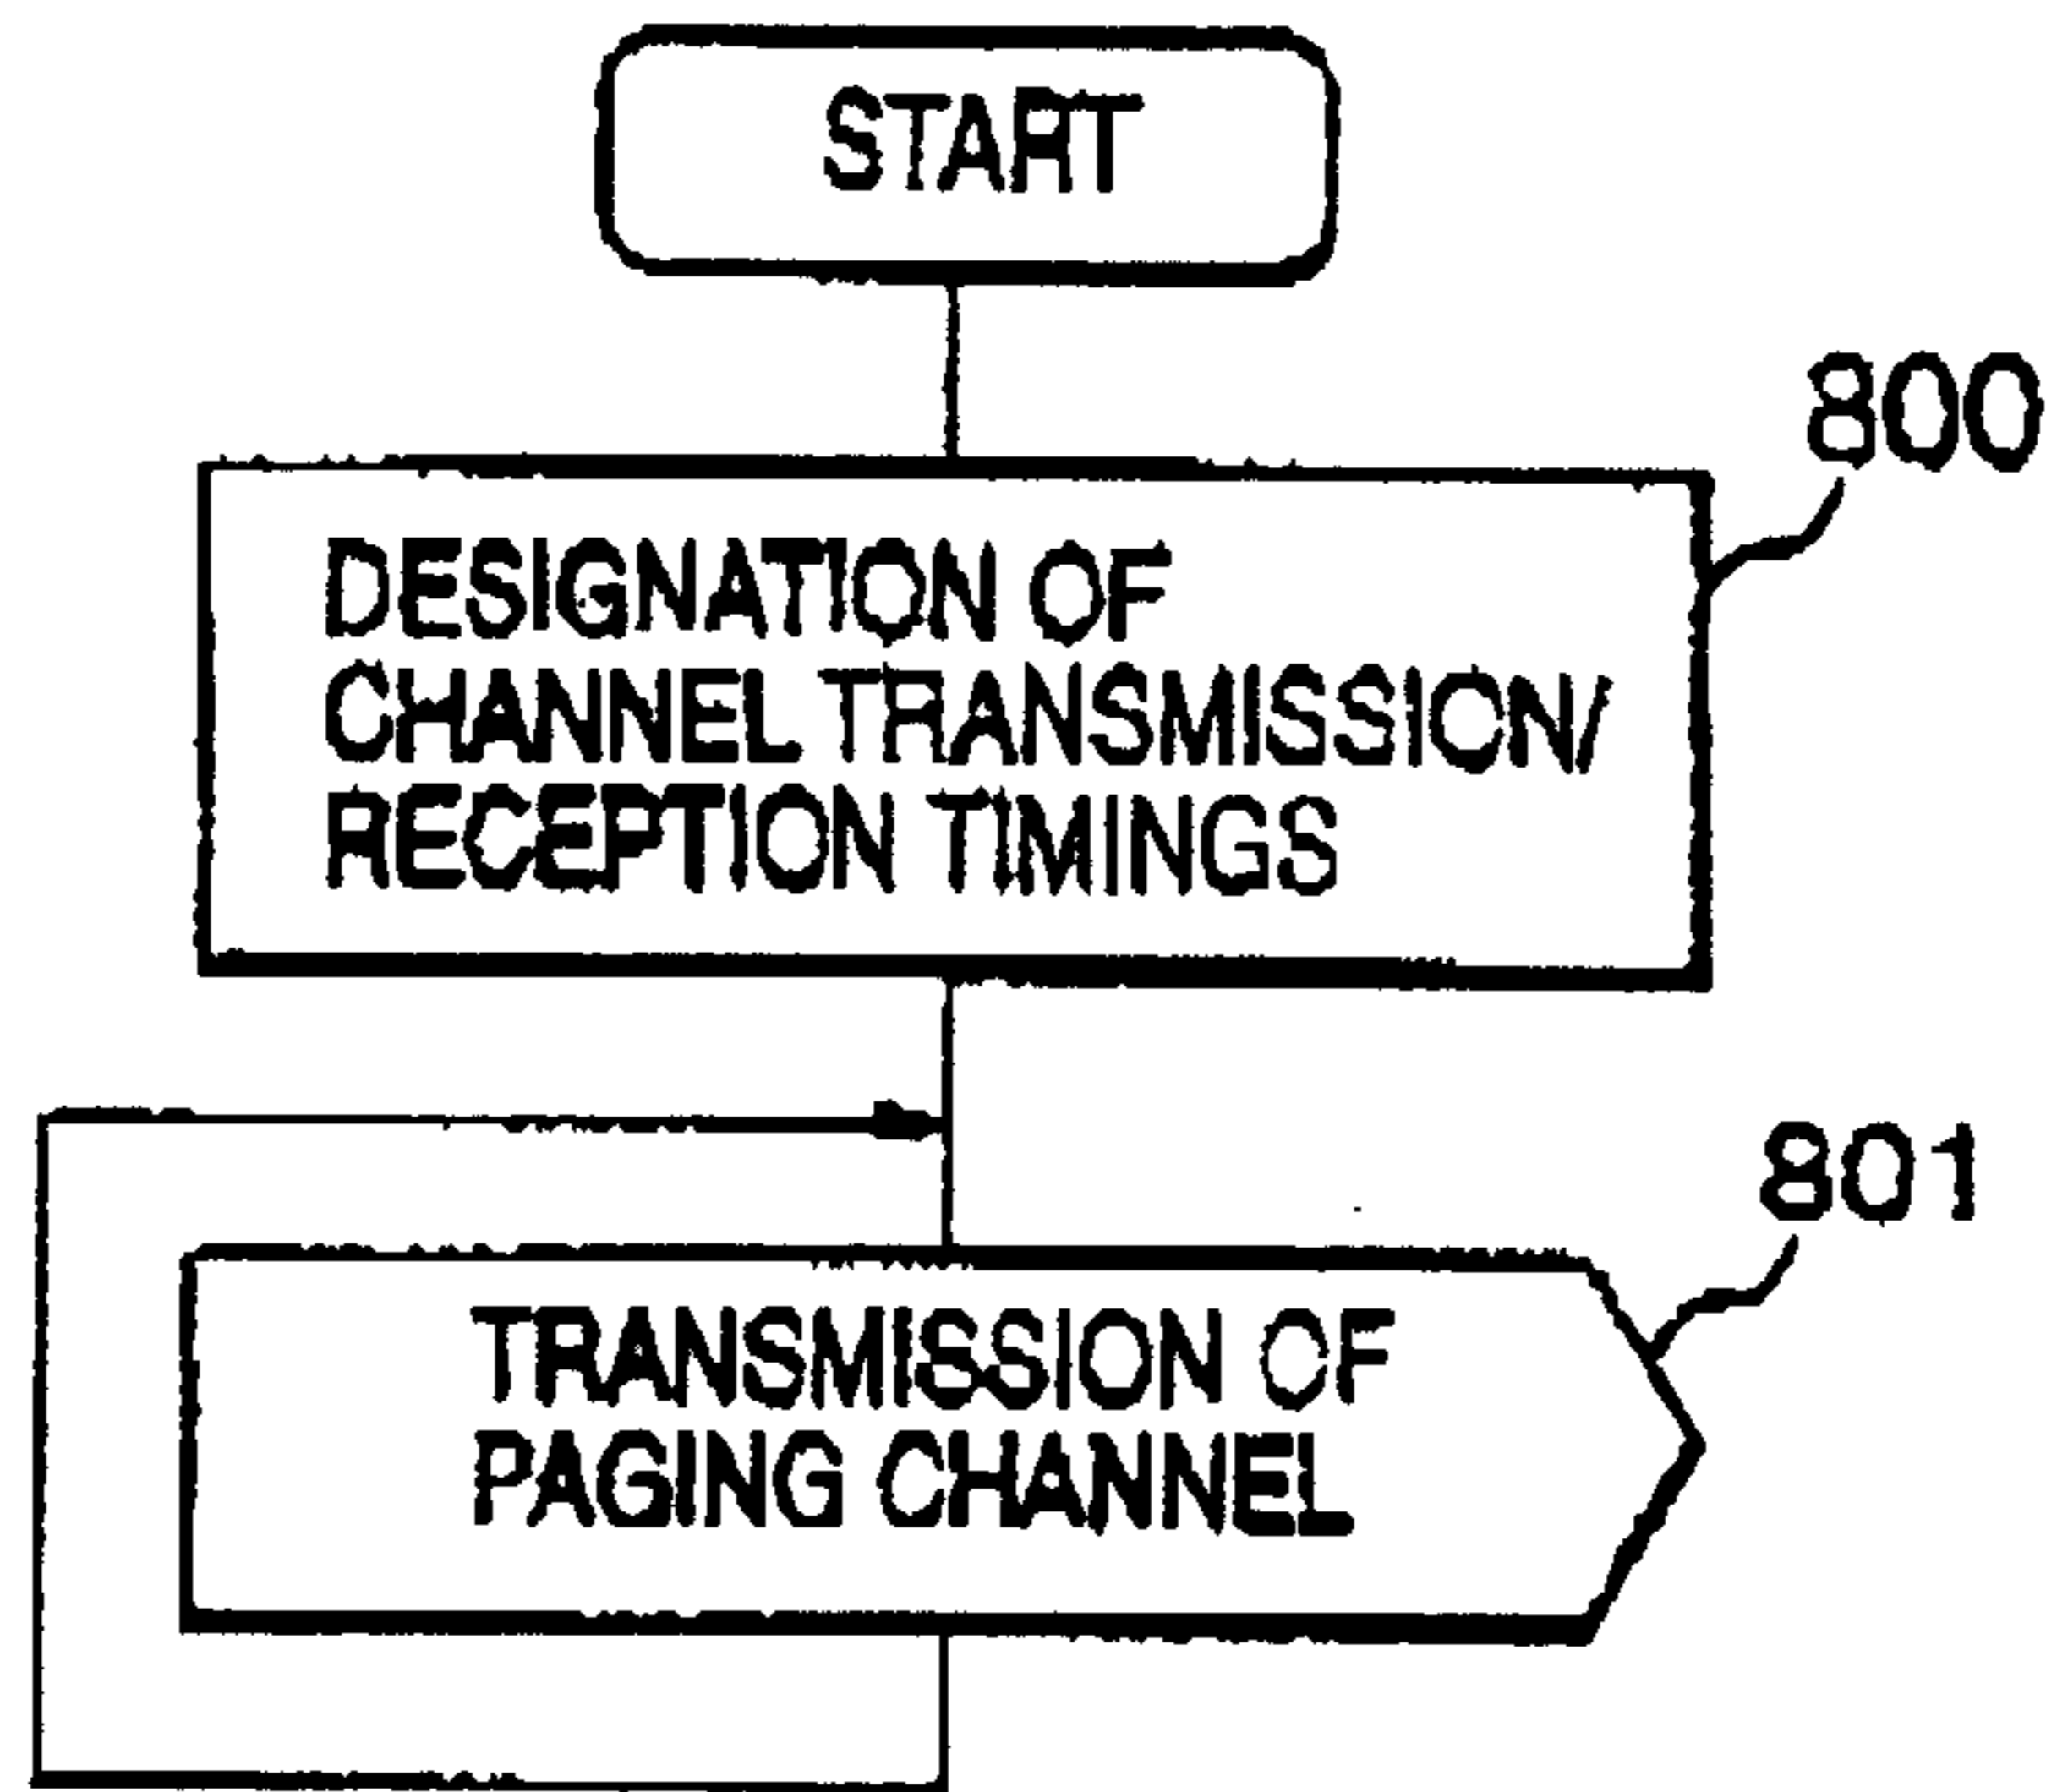 START
800
DESIGNATION OF
CHANNEL TRANSMISSION/
RECEPTION TIMINGS
801
TRANSMISSION OF
PAGING CHANNEL